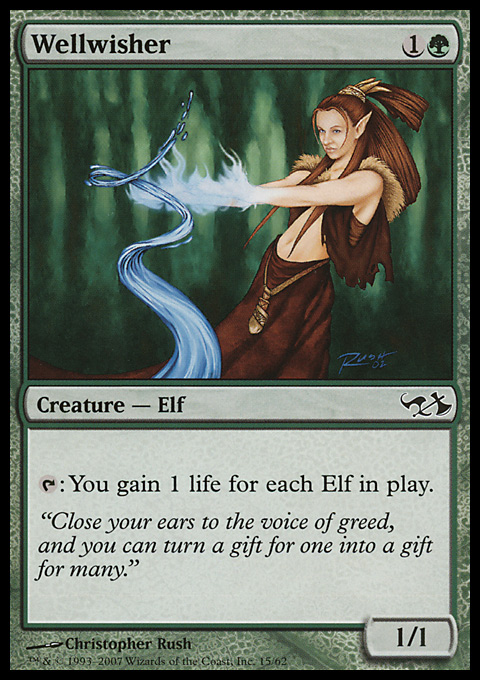 Wellwisher 1
RUSH
02
Creature — Elf
:You gain 1 life for each Elf in play.
“Close your ears to the voice of greed,
and you can turn a gift for one into a gift
for many.”
1/1
Christopher Rush
™ & © 1993–2007 Wizards of the Coast, Inc. 15/62